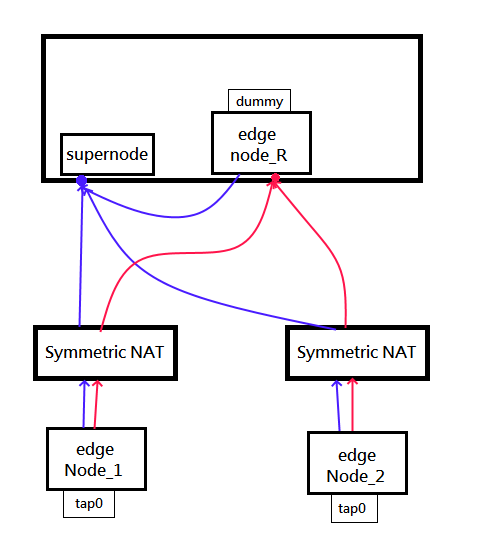 dummy
edge
node_R
supernode
Symmetric NAT
Symmetric NAT
edge
Node_1
tap0
edge
Node_2
tap0